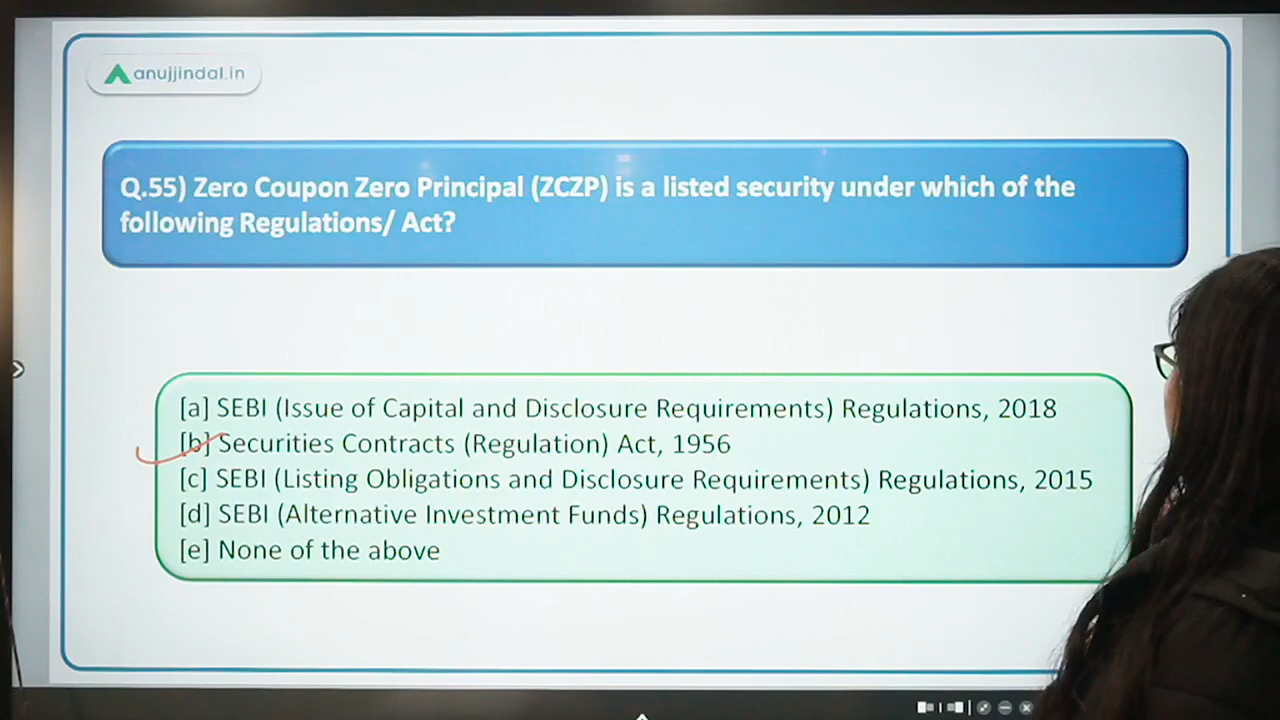 anujjindal.in
Q.55) Zero Coupon Zero Principal (ZCZP) is a listed security under which of the
following Regulations/ Act?
[a] SEBI (Issue of Capital and Disclosure Requirements) Regulations, 2018
[b] Securities Contracts (Regulation) Act, 1956
[c] SEBI (Listing Obligations and Disclosure Requirements) Regulations, 2015
[d] SEBI (Alternative Investment Funds) Regulations, 2012
[e] None of the above